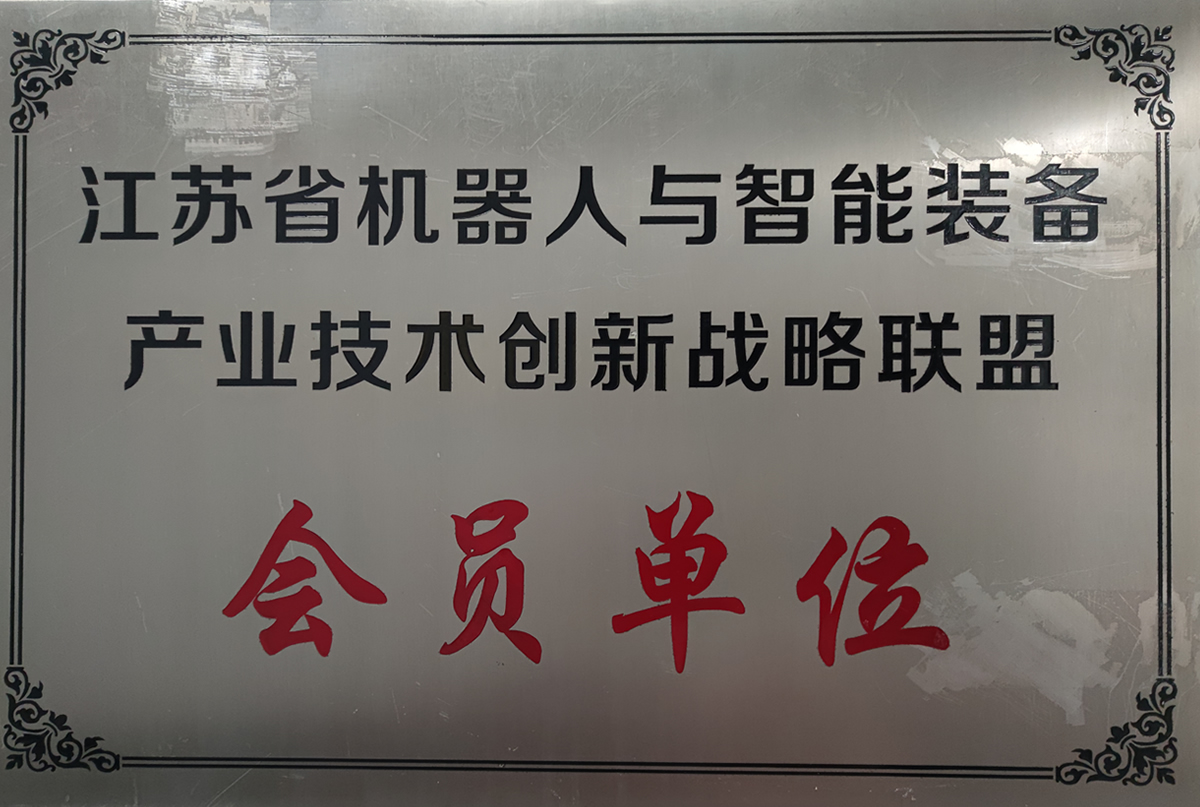 江苏省机器人与智能装备
产业技术创新战略联盟
会员单位